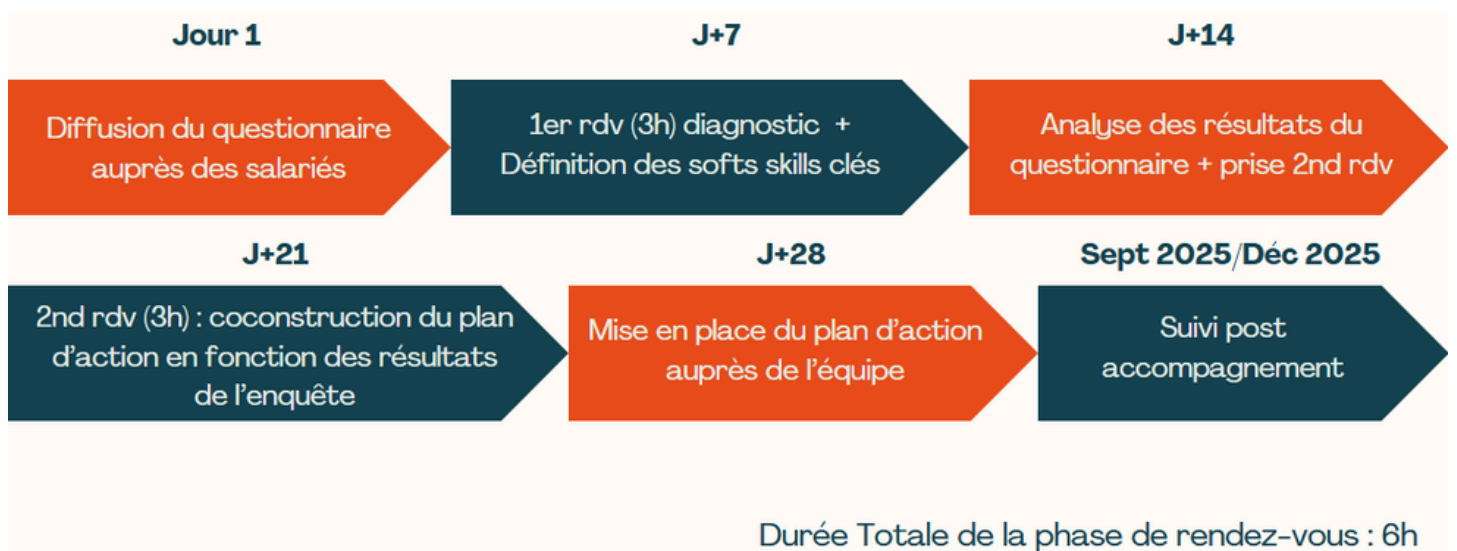 Jour 1
J+7
J+14
Diffusion du questionnaire
auprès des salariés
1er rdv (3h) diagnostic +
Définition des softs skills clés
Analyse des résultats du
questionnaire + prise 2nd rdv
J+21
J+28
Sept 2025/Déc 2025
2nd rdv (3h) : coconstruction du plan
d'action en fonction des résultats
de l'enquête
Mise en place du plan d'action
auprès de l'équipe
Suivi post
accompagnement
Durée Totale de la phase de rendez-vous : 6h